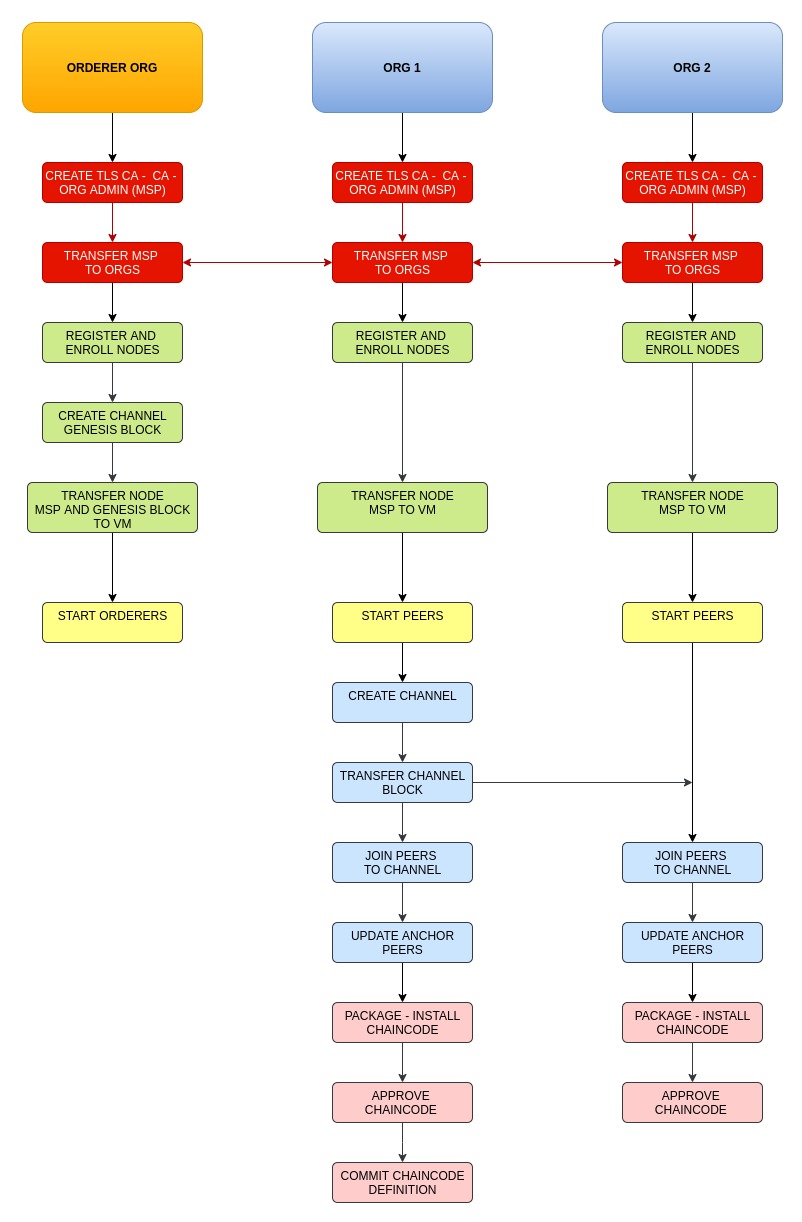 ORDERER ORG
ORG 1
ORG 2
CREATE TLS CA - CA -
ORG ADMIN (MSP)
CREATE TLS CA - CA -
ORG ADMIN (MSP)
CREATE TLS CA - CA -
ORG ADMIN (MSP)
TRANSFER MSP
TO ORGS
TRANSFER MSP
TO ORGS
TRANSFER MSP
TO ORGS
REGISTER AND
ENROLL NODES
REGISTER AND
ENROLL NODES
REGISTER AND
ENROLL NODES
CREATE CHANNEL
GENESIS BLOCK
TRANSFER NODE
MSP AND GENESIS BLOCK
TO VM
TRANSFER NODE
MSP TO VM
TRANSFER NODE
MSP TO VM
START ORDERERS
START PEERS
START PEERS
CREATE CHANNEL
TRANSFER CHANNEL
BLOCK
JOIN PEERS
TO CHANNEL
JOIN PEERS
TO CHANNEL
UPDATE ANCHOR
PEERS
UPDATE ANCHOR
PEERS
PACKAGE - INSTALL
CHAINCODE
PACKAGE - INSTALL
CHAINCODE
APPROVE
CHAINCODE
APPROVE
CHAINCODE
COMMIT CHAINCODE
DEFINITION